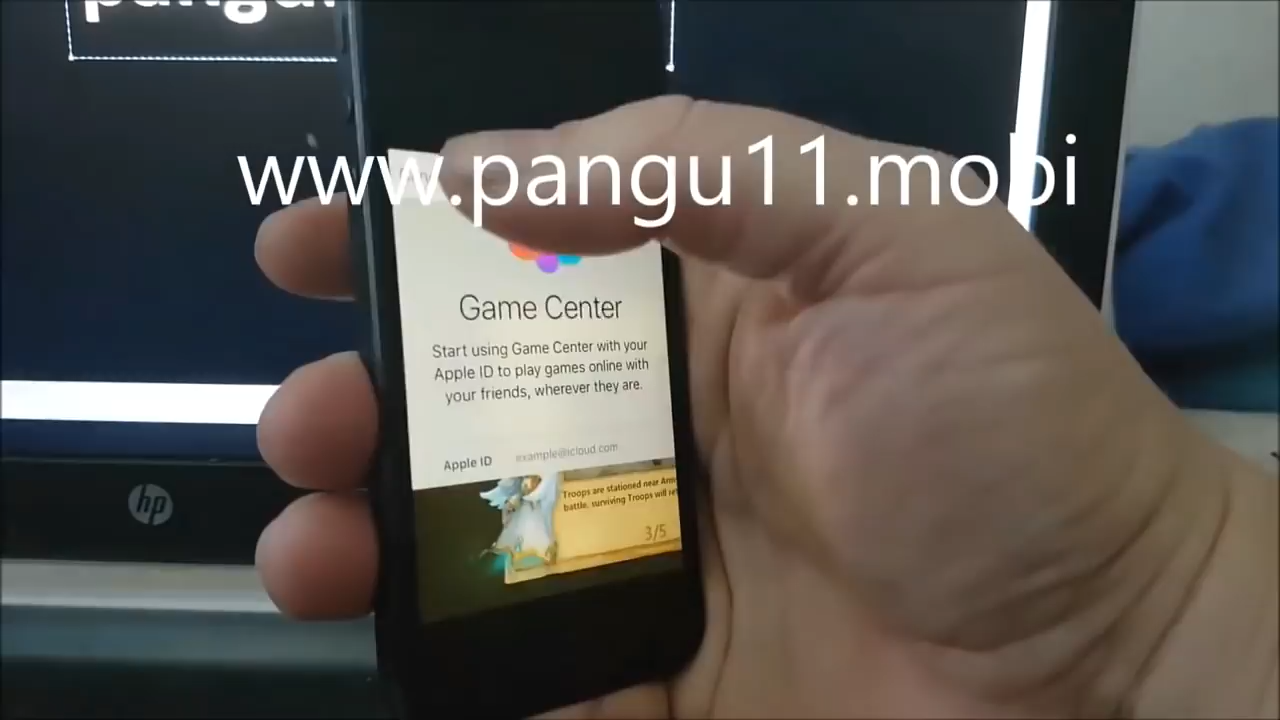 pangu
www.pangu11.mobi
Game Center
Start using Game Center with your
Apple ID to play games online with
your friends, wherever they are.
Apple ID example@icloud.com
Troops are stationed near
battle, surviving Troops will
3/5
hp